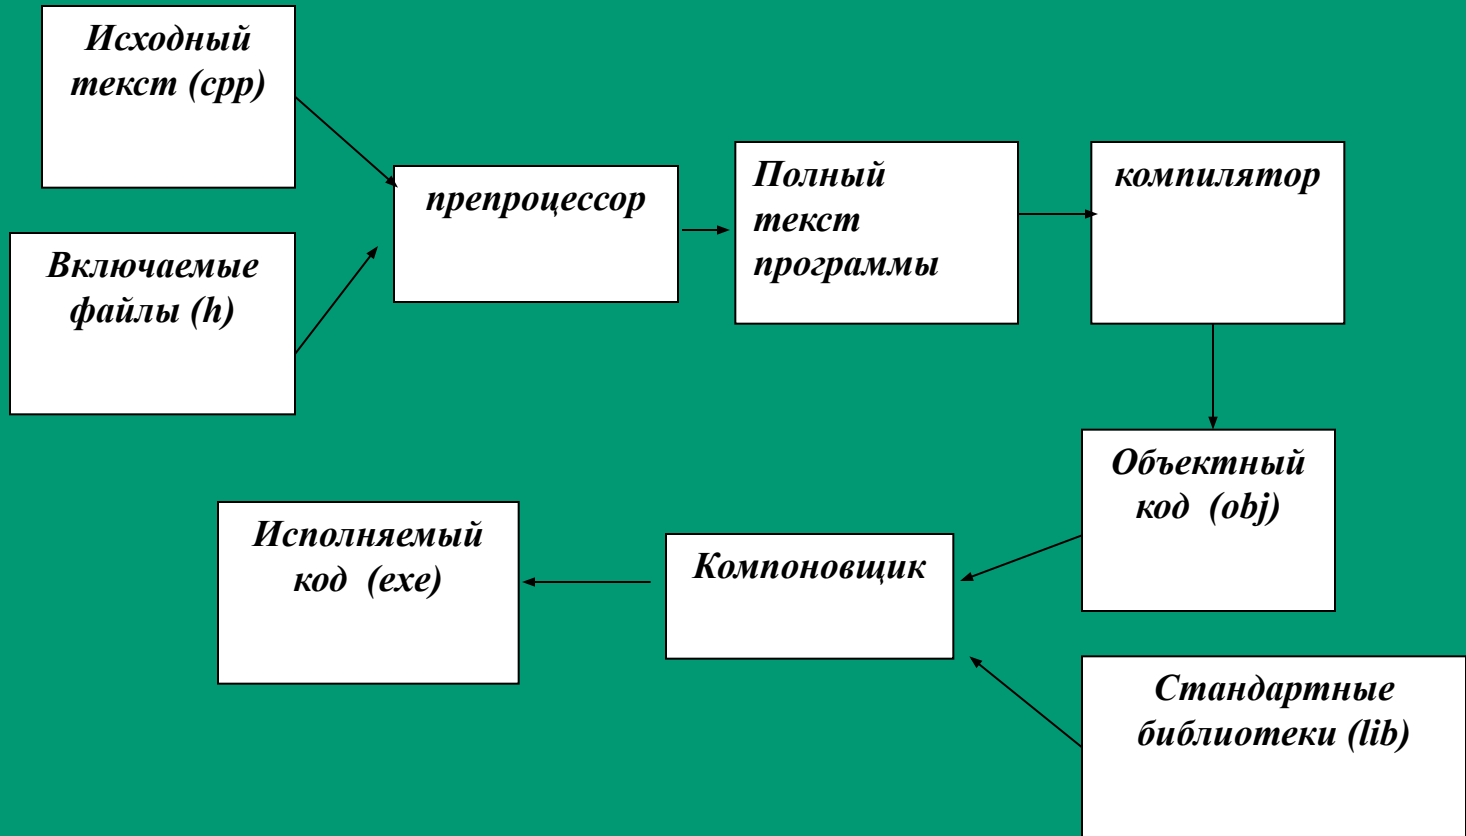 Исходный
текст (cpp)
Включаемые
файлы (h)
препроцессор
Полный
текст
программы
компилятор
Объектный
код (obj)
Стандартные
библиотеки (lib)
Компоновщик
Исполняемый
код (exe)